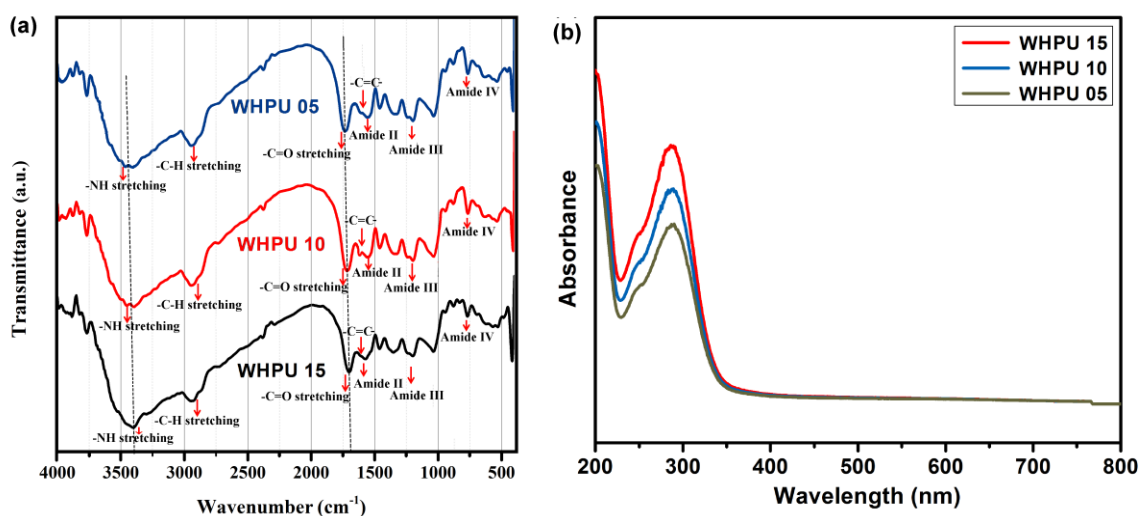 (a)
WHPU 05
-C=C-
Amide IV
Amide II
Amide III
-C=O stretching
-C-H stretching
-NH stretching
WHPU 10
-C=C-
Amide IV
Amide II
Amide III
-C=O stretching
-C-H stretching
-NH stretching
WHPU 15
-C=C-
Amide IV
Amide II
Amide III
-C=O stretching
-C-H stretching
-NH stretching
Transmittance (a.u.)
4000 3500 3000 2500 2000 1500 1000 500
Wavenumber (cm⁻¹)
(b)
WHPU 15
WHPU 10
WHPU 05
Absorbance
200 300 400 500 600 700 800
Wavelength (nm)